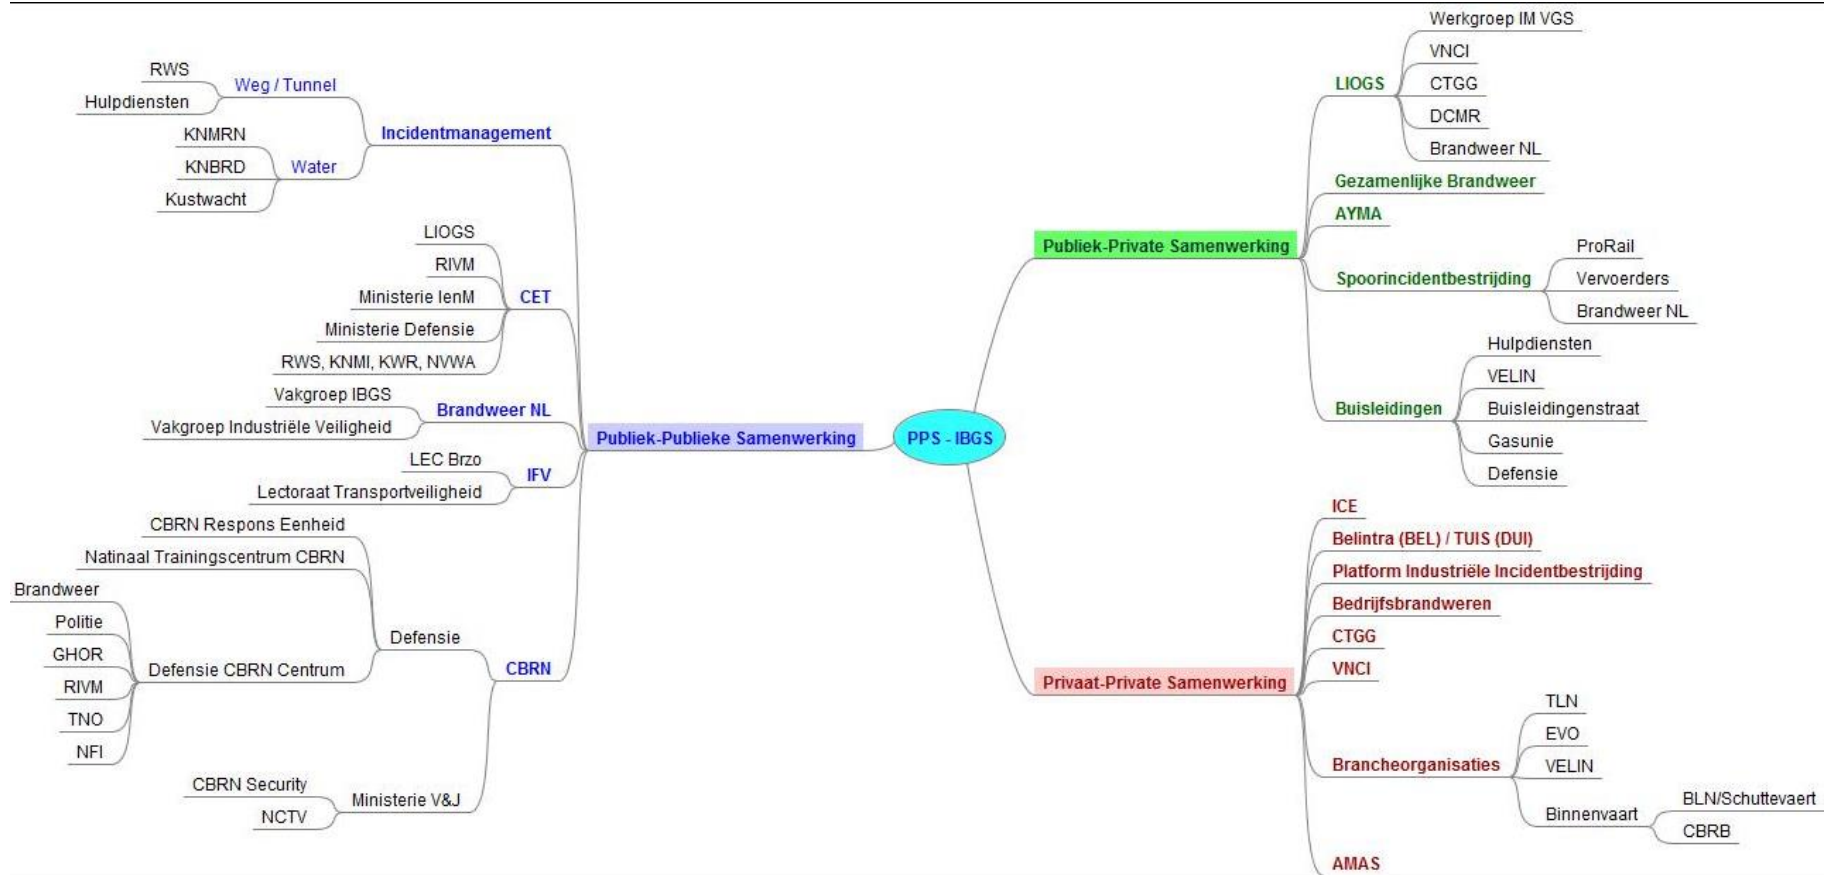 RWS
Hulpdiensten
Weg / Tunnel
KNMRN
KNBRD
Kustwacht
Water
Incidentmanagement
LIOGS
RIVM
Ministerie IenM
Ministerie Defensie
RWS, KNMI, KWR, NVWA
CET
Vakgroep IBGS
Vakgroep Industriële Veiligheid
Brandweer NL
LEC Brzo
Lectoraat Transportveiligheid
IFV
CBRN Respons Eenheid
Natinaal Trainingscentrum CBRN
Brandweer
Politie
GHOR
RIVM
TNO
NFI
Defensie CBRN Centrum
Defensie
CBRN Security
NCTV
Ministerie V&J
CBRN
Publiek-Publieke Samenwerking
PPS - IBGS
Publiek-Private Samenwerking
LIOGS
Werkgroep IM VGS
VNCI
CTGG
DCMR
Brandweer NL
Gezamenlijke Brandweer
AYMA
Spoorincidentbestrijding
ProRail
Vervoerders
Brandweer NL
Buisleidingen
Hulpdiensten
VELIN
Buisleidingenstraat
Gasunie
Defensie
Privaat-Private Samenwerking
ICE
Belintra (BEL) / TUIS (DUI)
Platform Industriële Incidentbestrijding
Bedrijfsbrandweren
CTGG
VNCI
Brancheorganisaties
TLN
EVO
VELIN
Binnenvaart
BLN/Schuttevaert
CBRB
AMAS